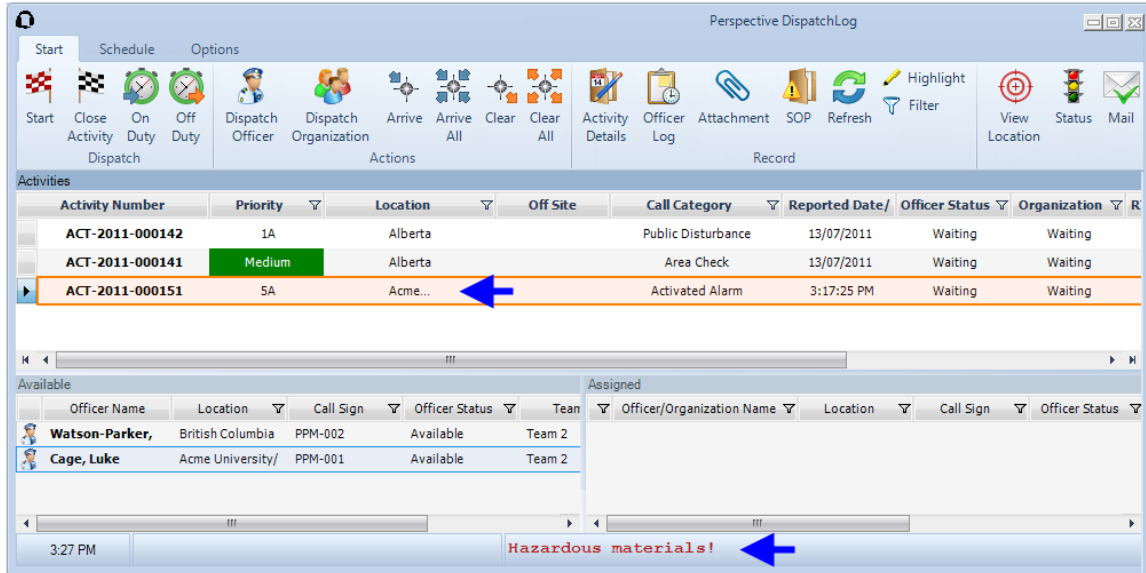 Perspective DispatchLog
Start Schedule Options
Start Close Activity On Duty Off Duty Dispatch Officer Dispatch Organization Arrive Arrive All Clear Clear All Activity Details Officer Log Attachment SOP Refresh Highlight Filter View Location Status Mail
Dispatch Actions Record
Activities
Activity Number Priority Location Off Site Call Category Reported Date/ Officer Status Organization R
ACT-2011-000142 1A Alberta Public Disturbance 13/07/2011 Waiting Waiting
ACT-2011-000141 Medium Alberta Area Check 13/07/2011 Waiting Waiting
ACT-2011-000151 5A Acme... Activated Alarm 3:17:25 PM Waiting Waiting
Available Assigned
Officer Name Location Call Sign Officer Status Team Officer/Organization Name Location Call Sign Officer Status
Watson-Parker, British Columbia PPM-002 Available Team 2
Cage, Luke Acme University/ PPM-001 Available Team 2
3:27 PM Hazardous materials!